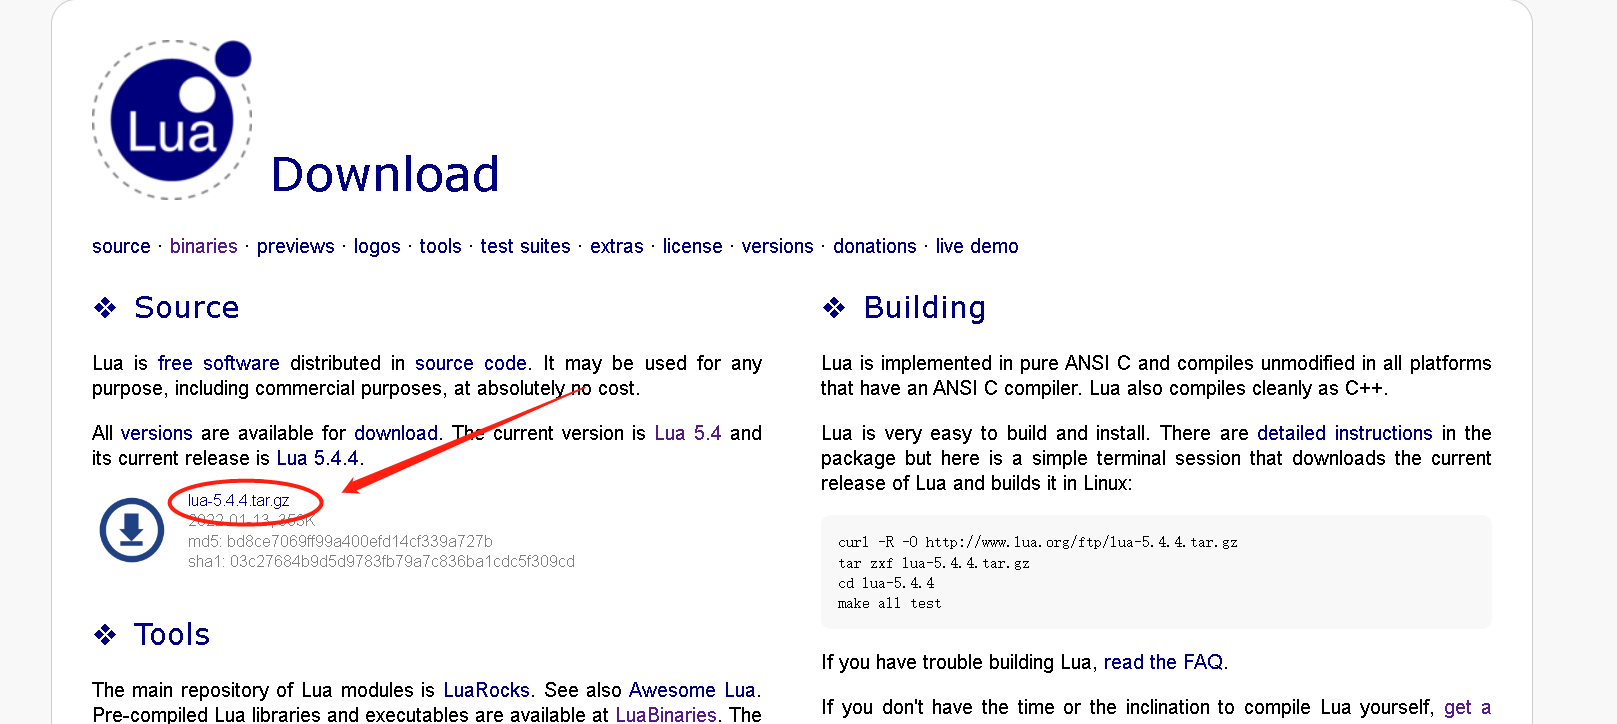 Lua
Download
source · binaries · previews · logos · tools · test suites · extras · license · versions · donations · live demo
❖ Source
Lua is free software distributed in source code. It may be used for any
purpose, including commercial purposes, at absolutely no cost.
All versions are available for download. The current version is Lua 5.4 and
its current release is Lua 5.4.4.
lua-5.4.4.tar.gz
2022-01-13, 353K
md5: bd8ce7069ff99a400efd14cf339a727b
sha1: 03c27684b9d5d9783fb79a7c836ba1cdc5f309cd
❖ Tools
The main repository of Lua modules is LuaRocks. See also Awesome Lua.
Pre-compiled Lua libraries and executables are available at LuaBinaries. The
❖ Building
Lua is implemented in pure ANSI C and compiles unmodified in all platforms
that have an ANSI C compiler. Lua also compiles cleanly as C++.
Lua is very easy to build and install. There are detailed instructions in the
package but here is a simple terminal session that downloads the current
release of Lua and builds it in Linux:
curl -R -O http://www.lua.org/ftp/lua-5.4.4.tar.gz
tar zxf lua-5.4.4.tar.gz
cd lua-5.4.4
make all test
If you have trouble building Lua, read the FAQ.
If you don't have the time or the inclination to compile Lua yourself, get a